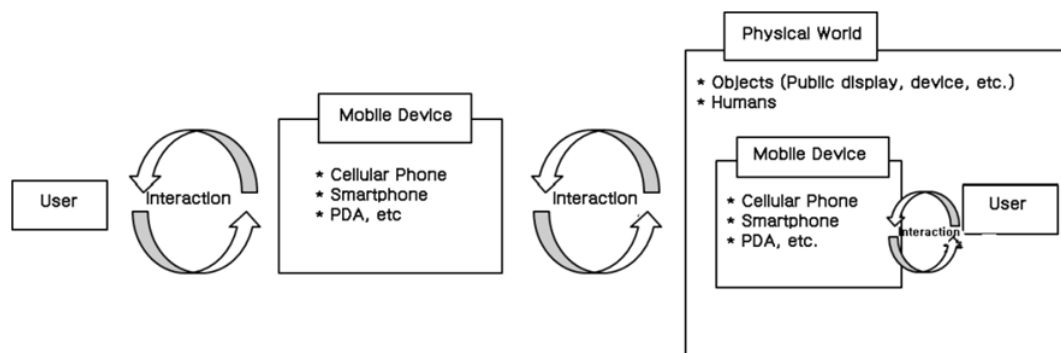 User
Interaction
Mobile Device
* Cellular Phone
* Smartphone
* PDA, etc
Interaction
Physical World
* Objects (Public display, device, etc.)
* Humans
Mobile Device
* Cellular Phone
* Smartphone
* PDA, etc.
Interaction
User